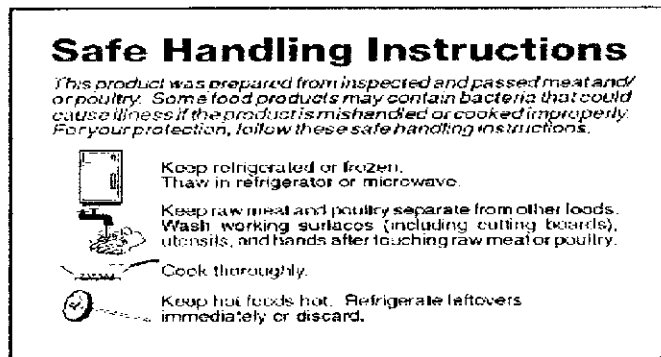 Safe Handling Instructions
This product was prepared from inspected and passed meat and/
or poultry. Some food products may contain bacteria that could
cause illness if the product is mishandled or cooked improperly.
For your protection, follow these safe handling instructions.
Keep refrigerated or frozen.
Thaw in refrigerator or microwave.
Keep raw meat and poultry separate from other foods.
Wash working surfaces (including cutting boards),
utensils, and hands after touching raw meat or poultry.
Cook thoroughly.
Keep hot foods hot. Refrigerate leftovers
immediately or discard.